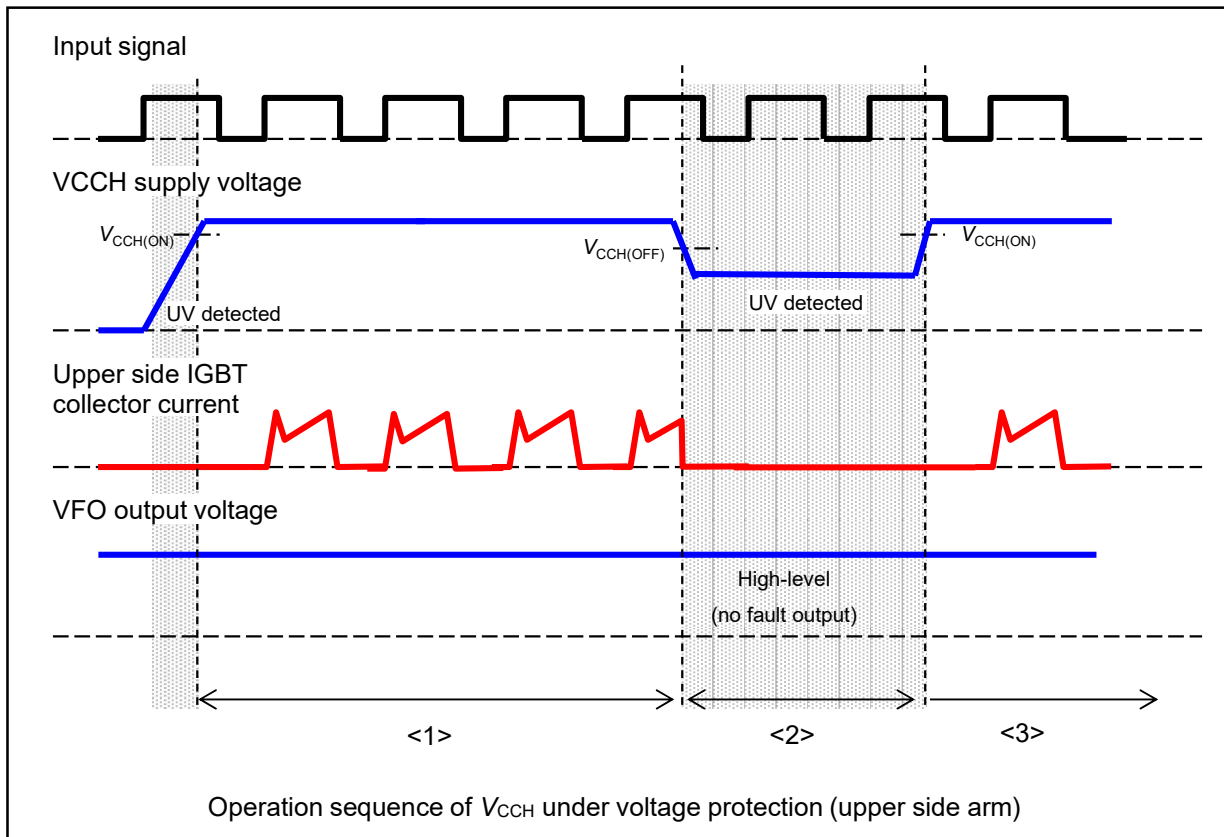 Input signal
VCCH supply voltage
VCCH(ON)
VCCH(OFF)
VCCH(ON)
UV detected
UV detected
Upper side IGBT
collector current
VFO output voltage
High-level
(no fault output)
<1>
<2>
<3>
Operation sequence of VCCH under voltage protection (upper side arm)